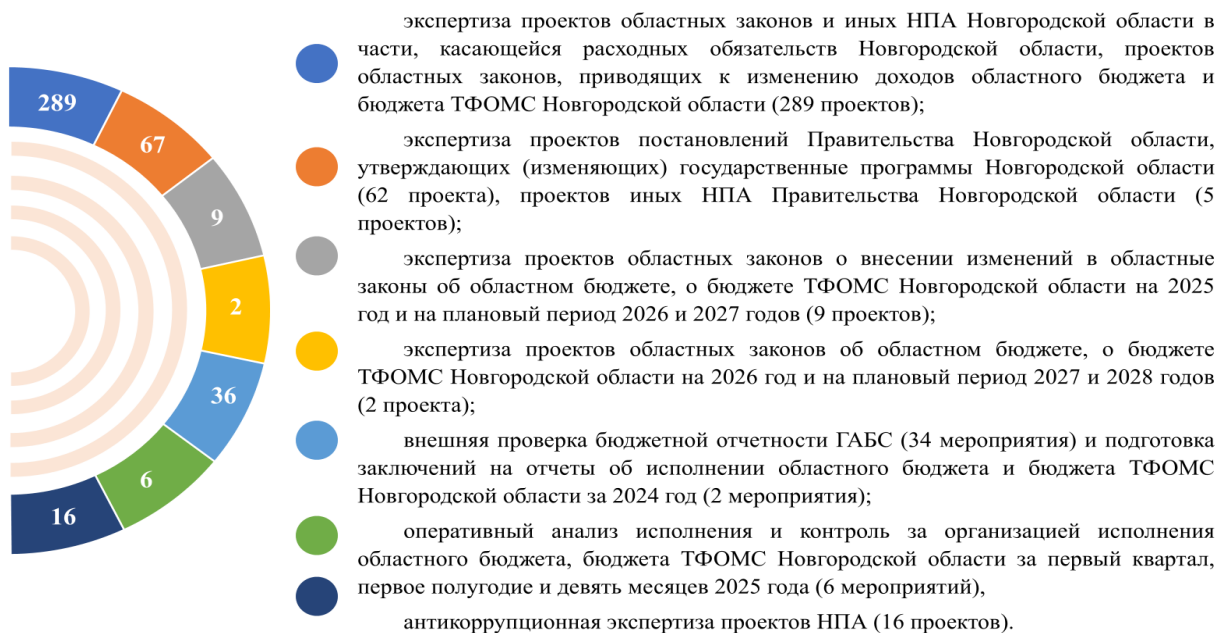 289
67
9
2
36
6
16
экспертиза проектов областных законов и иных НПА Новгородской области в
части, касающейся расходных обязательств Новгородской области, проектов
областных законов, приводящих к изменению доходов областного бюджета и
бюджета ТФОМС Новгородской области (289 проектов);
экспертиза проектов постановлений Правительства Новгородской области,
утверждающих (изменяющих) государственные программы Новгородской области
(62 проекта), проектов иных НПА Правительства Новгородской области (5
проектов);
экспертиза проектов областных законов о внесении изменений в областные
законы об областном бюджете, о бюджете ТФОМС Новгородской области на 2025
год и на плановый период 2026 и 2027 годов (9 проектов);
экспертиза проектов областных законов об областном бюджете, о бюджете
ТФОМС Новгородской области на 2026 год и на плановый период 2027 и 2028 годов
(2 проекта);
внешняя проверка бюджетной отчетности ГАБС (34 мероприятия) и подготовка
заключений на отчеты об исполнении областного бюджета и бюджета ТФОМС
Новгородской области за 2024 год (2 мероприятия);
оперативный анализ исполнения и контроль за организацией исполнения
областного бюджета, бюджета ТФОМС Новгородской области за первый квартал,
первое полугодие и девять месяцев 2025 года (6 мероприятий),
антикоррупционная экспертиза проектов НПА (16 проектов).